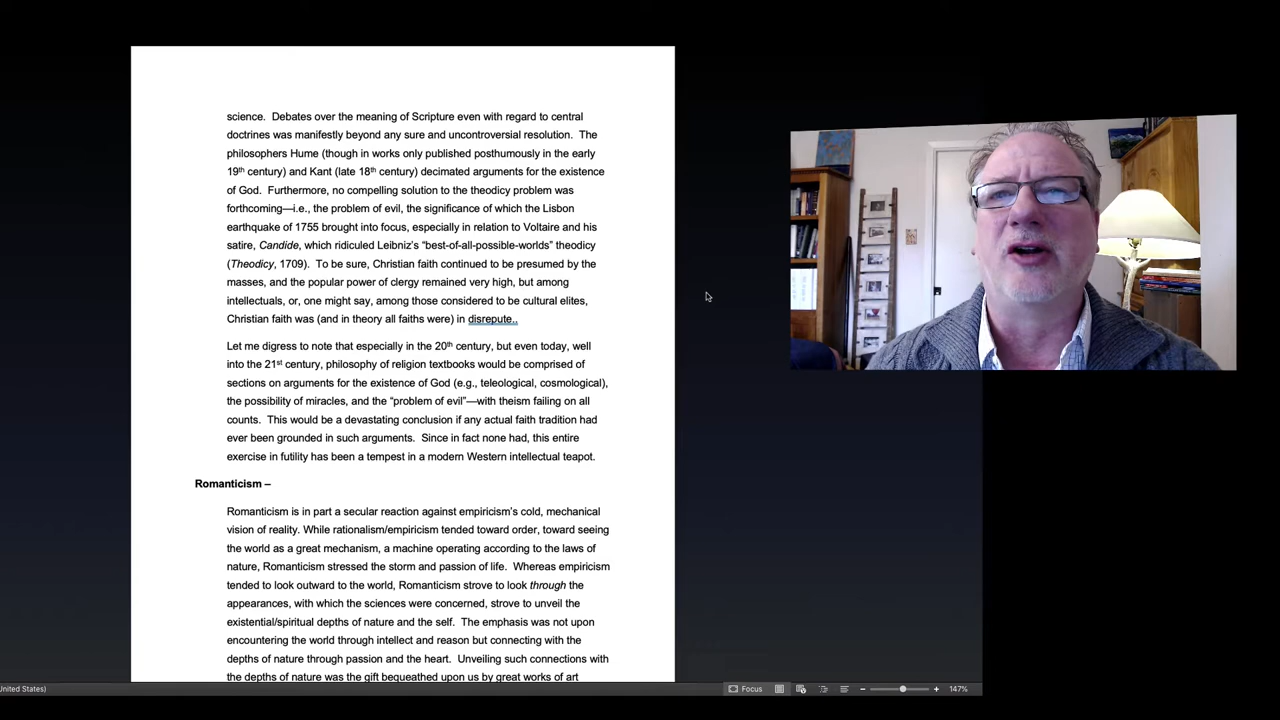 science.  Debates over the meaning of Scripture even with regard to central
doctrines was manifestly beyond any sure and uncontroversial resolution.  The
philosophers Hume (though in works only published posthumously in the early
19th century) and Kant (late 18th century) decimated arguments for the existence
of God.  Furthermore, no compelling solution to the theodicy problem was
forthcoming—i.e., the problem of evil, the significance of which the Lisbon
earthquake of 1755 brought into focus, especially in relation to Voltaire and his
satire, Candide, which ridiculed Leibniz's “best-of-all-possible-worlds” theodicy
(Theodicy, 1709).  To be sure, Christian faith continued to be presumed by the
masses, and the popular power of clergy remained very high, but among
intellectuals, or, one might say, among those considered to be cultural elites,
Christian faith was (and in theory all faiths were) in disrepute..
Let me digress to note that especially in the 20th century, but even today, well
into the 21st century, philosophy of religion textbooks would be comprised of
sections on arguments for the existence of God (e.g., teleological, cosmological),
the possibility of miracles, and the “problem of evil”—with theism failing on all
counts.  This would be a devastating conclusion if any actual faith tradition had
ever been grounded in such arguments.  Since in fact none had, this entire
exercise in futility has been a tempest in a modern Western intellectual teapot.
Romanticism –
Romanticism is in part a secular reaction against empiricism's cold, mechanical
vision of reality. While rationalism/empiricism tended toward order, toward seeing
the world as a great mechanism, a machine operating according to the laws of
nature, Romanticism stressed the storm and passion of life.  Whereas empiricism
tended to look outward to the world, Romanticism strove to look through the
appearances, with which the sciences were concerned, strove to unveil the
existential/spiritual depths of nature and the self.  The emphasis was not upon
encountering the world through intellect and reason but connecting with the
depths of nature through passion and the heart.  Unveiling such connections with
the depths of nature was the gift bequeathed upon us by great works of art
United States)
Focus
147%